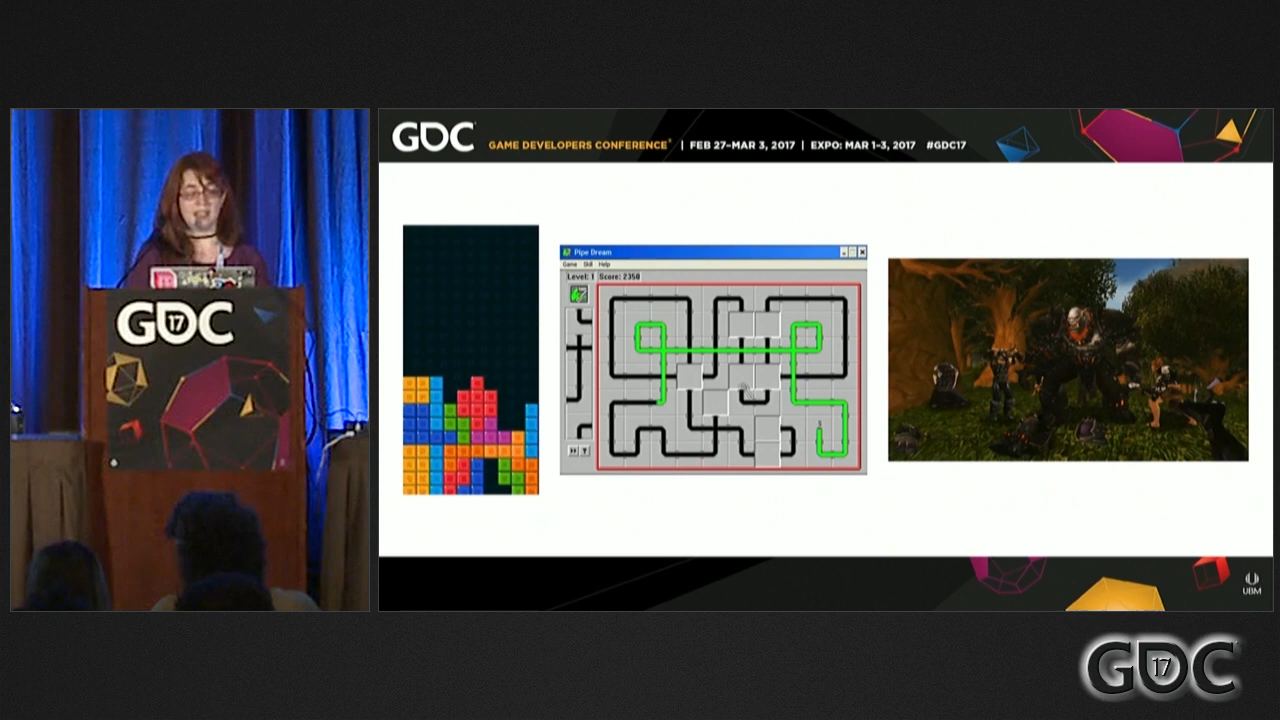 GDC
GAME DEVELOPERS CONFERENCE® | FEB 27–MAR 3, 2017 | EXPO: MAR 1–3, 2017 #GDC17
Pipe Dream
Game Skill Help
Level: 1 Score: 2350
GDC
17
UBM
GDC
17